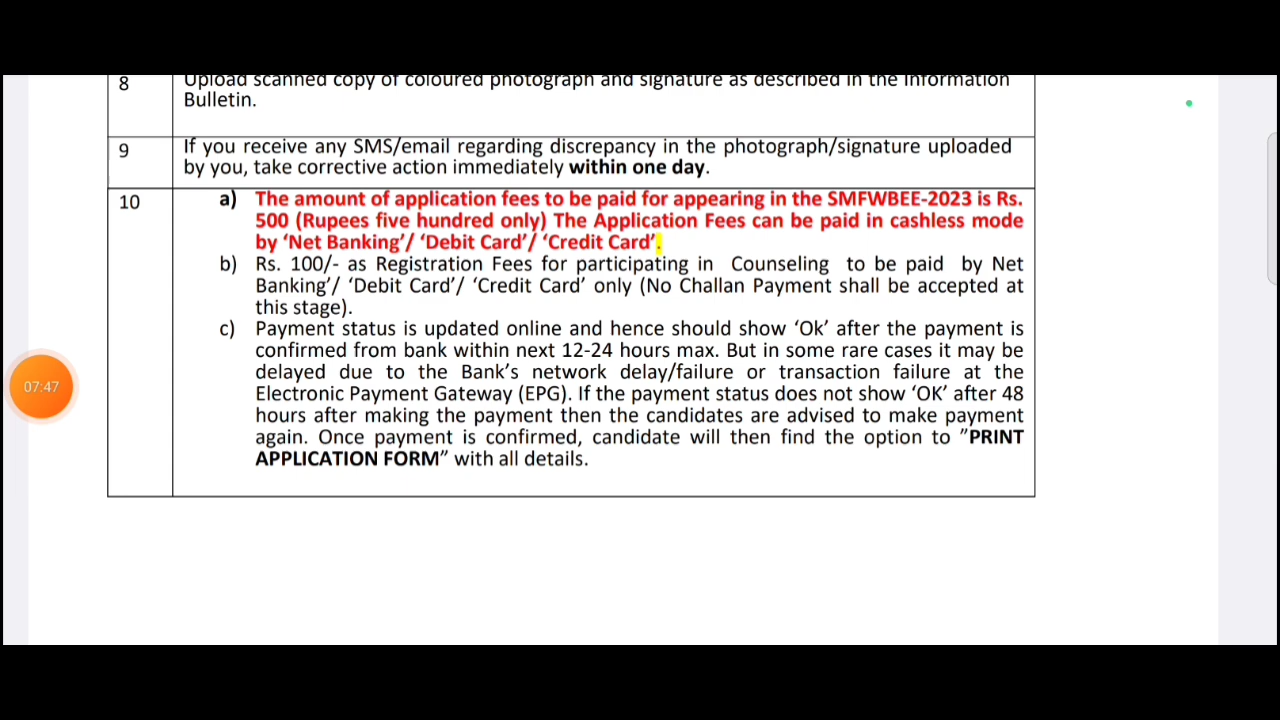 8
Upload scanned copy of coloured photograph and signature as described in the Information
Bulletin.
9
If you receive any SMS/email regarding discrepancy in the photograph/signature uploaded
by you, take corrective action immediately within one day.
10
a) The amount of application fees to be paid for appearing in the SMFWBEE-2023 is Rs.
500 (Rupees five hundred only) The Application Fees can be paid in cashless mode
by ‘Net Banking’/ ‘Debit Card’/ ‘Credit Card’.
b) Rs. 100/- as Registration Fees for participating in Counseling to be paid by Net
Banking’/ ‘Debit Card’/ ‘Credit Card’ only (No Challan Payment shall be accepted at
this stage).
c) Payment status is updated online and hence should show ‘Ok’ after the payment is
confirmed from bank within next 12-24 hours max. But in some rare cases it may be
delayed due to the Bank’s network delay/failure or transaction failure at the
Electronic Payment Gateway (EPG). If the payment status does not show ‘OK’ after 48
hours after making the payment then the candidates are advised to make payment
again. Once payment is confirmed, candidate will then find the option to ”PRINT
APPLICATION FORM” with all details.
07:47